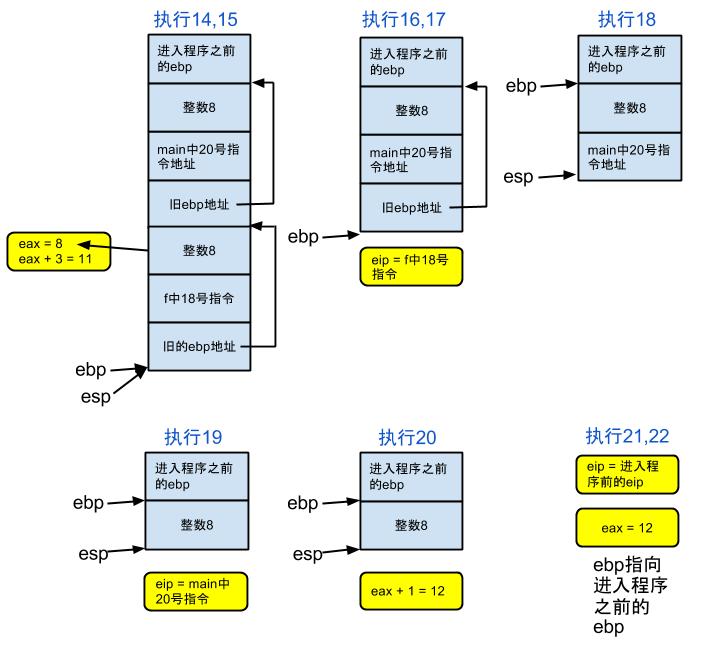 执行14,15
进入程序之前
的ebp
整数8
main中20号指
令地址
旧ebp地址
整数8
f中18号指令
旧的ebp地址
eax = 8
eax + 3 = 11
ebp
esp
执行16,17
进入程序之前
的ebp
整数8
main中20号指
令地址
旧ebp地址
ebp
eip = f中18号
指令
执行18
进入程序之前
的ebp
整数8
main中20号指
令地址
ebp
esp
执行19
进入程序之前
的ebp
整数8
ebp
esp
eip = main中
20号指令
执行20
进入程序之前
的ebp
整数8
ebp
esp
eax + 1 = 12
执行21,22
eip = 进入程
序前的eip
eax = 12
ebp指向
进入程序
之前的
ebp